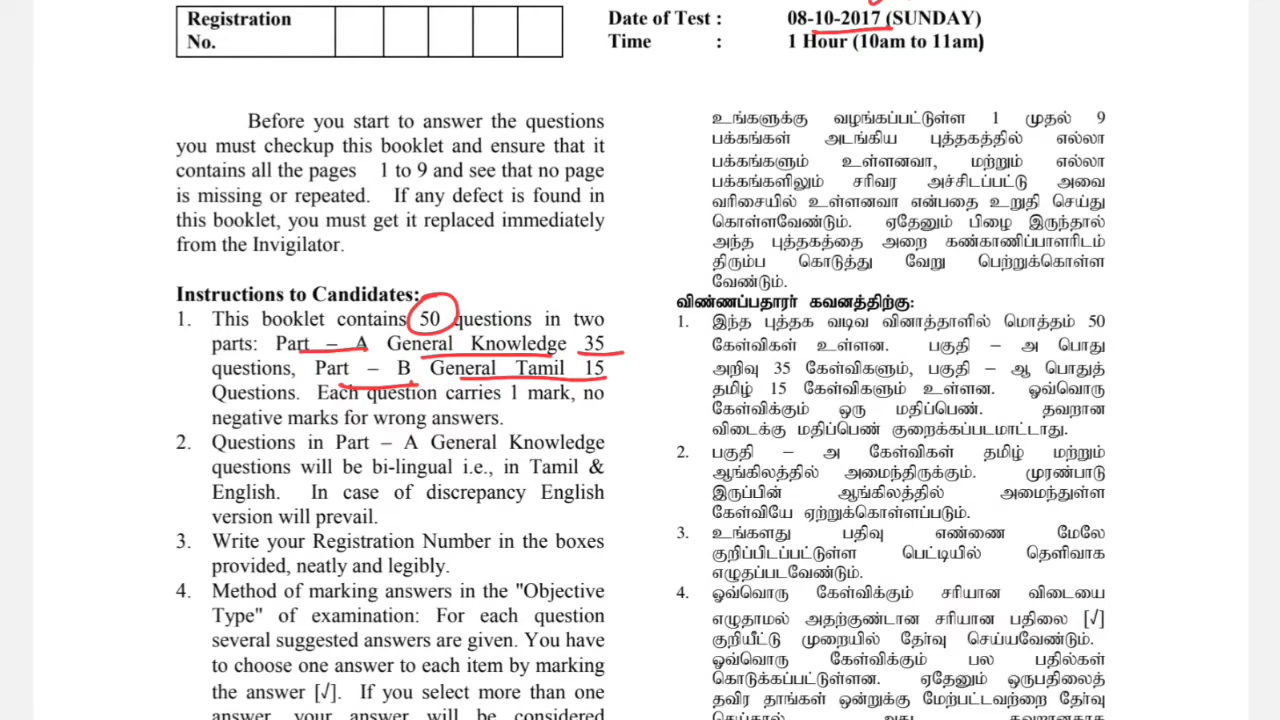 Registration No.
Date of Test : 08-10-2017 (SUNDAY)
Time : 1 Hour (10am to 11am)
Before you start to answer the questions
you must checkup this booklet and ensure that it
contains all the pages 1 to 9 and see that no page
is missing or repeated. If any defect is found in
this booklet, you must get it replaced immediately
from the Invigilator.
Instructions to Candidates:
1. This booklet contains 50 questions in two
parts: Part – A General Knowledge 35
questions, Part – B General Tamil 15
Questions. Each question carries 1 mark, no
negative marks for wrong answers.
2. Questions in Part – A General Knowledge
questions will be bi-lingual i.e., in Tamil &
English. In case of discrepancy English
version will prevail.
3. Write your Registration Number in the boxes
provided, neatly and legibly.
4. Method of marking answers in the "Objective
Type" of examination: For each question
several suggested answers are given. You have
to choose one answer to each item by marking
the answer [√]. If you select more than one
answer, your answer will be considered
உங்களுக்கு வழங்கப்பட்டுள்ள 1 முதல் 9
பக்கங்கள் அடங்கிய புத்தகத்தில் எல்லா
பக்கங்களும் உள்ளனவா, மற்றும் எல்லா
பக்கங்களிலும் சரிவர அச்சிடப்பட்டு அவை
வரிசையில் உள்ளனவா என்பதை உறுதி செய்து
கொள்ளவேண்டும். ஏதேனும் பிழை இருந்தால்
அந்த புத்தகத்தை அறை கண்காணிப்பாளரிடம்
திரும்ப கொடுத்து வேறு பெற்றுக்கொள்ள
வேண்டும்.
விண்ணப்பதாரர் கவனத்திற்கு:
1. இந்த புத்தக வடிவ வினாத்தாளில் மொத்தம் 50
கேள்விகள் உள்ளன. பகுதி – அ பொது
அறிவு 35 கேள்விகளும், பகுதி – ஆ பொதுத்
தமிழ் 15 கேள்விகளும் உள்ளன. ஒவ்வொரு
கேள்விக்கும் ஒரு மதிப்பெண். தவறான
விடைக்கு மதிப்பெண் குறைக்கப்படமாட்டாது.
2. பகுதி – அ கேள்விகள் தமிழ் மற்றும்
ஆங்கிலத்தில் அமைந்திருக்கும். முரண்பாடு
இருப்பின் ஆங்கிலத்தில் அமைந்துள்ள
கேள்வியே ஏற்றுக்கொள்ளப்படும்.
3. உங்களது பதிவு எண்ணை மேலே
குறிப்பிடப்பட்டுள்ள பெட்டியில் தெளிவாக
எழுதப்படவேண்டும்.
4. ஒவ்வொரு கேள்விக்கும் சரியான விடையை
எழுதாமல் அதற்குண்டான சரியான பதிலை [√]
குறியீட்டு முறையில் தேர்வு செய்யவேண்டும்.
ஒவ்வொரு கேள்விக்கும் பல பதில்கள்
கொடுக்கப்பட்டுள்ளன. ஏதேனும் ஒருபதிலைத்
தவிர தாங்கள் ஒன்றுக்கு மேற்பட்டவற்றை தேர்வு